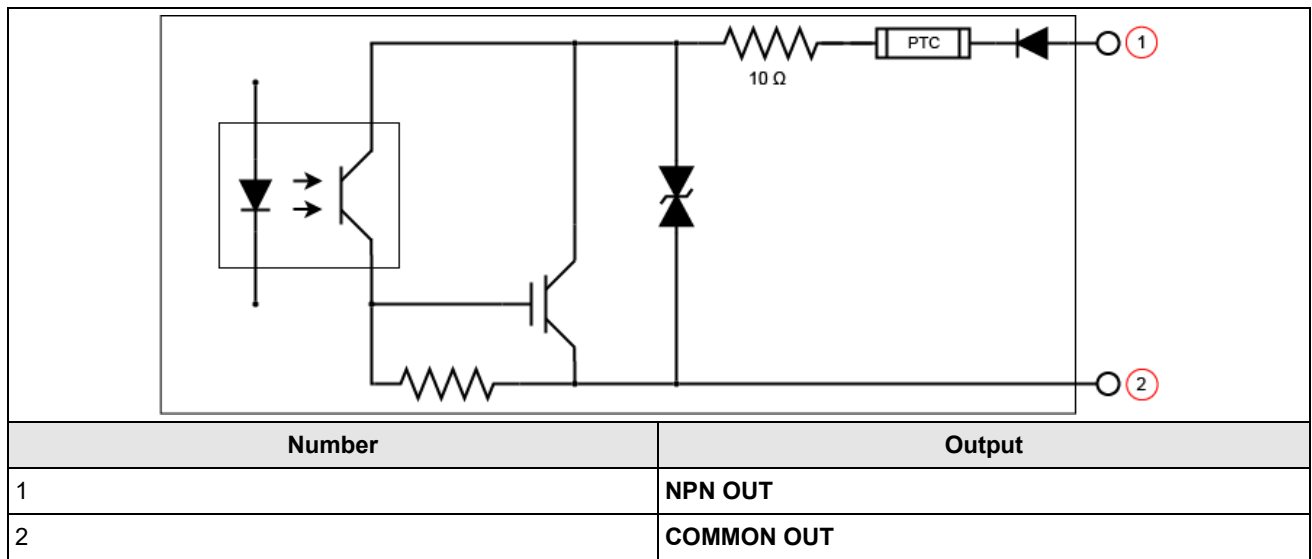 PTC
1
10 Ω
2
Number Output
1 NPN OUT
2 COMMON OUT